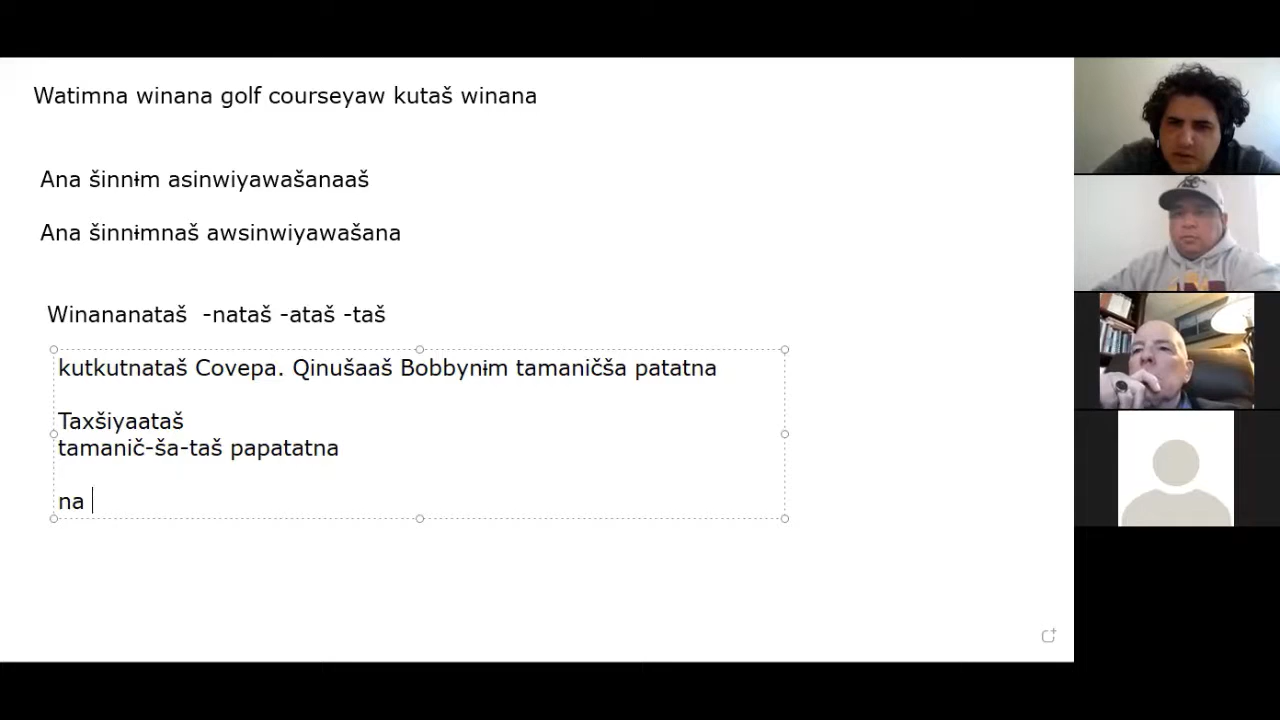 Watimna winana golf courseyaw kutaš winana
Ana šinnɨm asinwiyawašanaaš
Ana šinnɨmnaš awsinwiyawašana
Winananataš -nataš -ataš -taš
kutkutnataš Covepa. Qinušaaš Bobbynɨm tamaničša patatna
Taxšiyaataš
tamanič-ša-taš papatatna
na